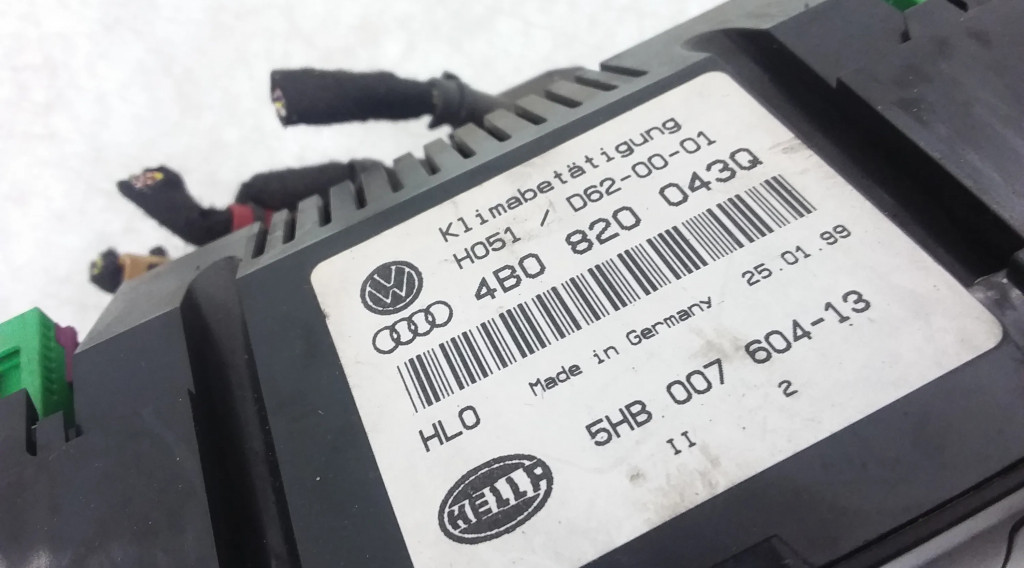 Klimabetätigung
H051 / D62-00-01
4B0 820 043Q
Made in Germany 25.01.99
HLO
5HB 007 604-13
II 2
HELLA